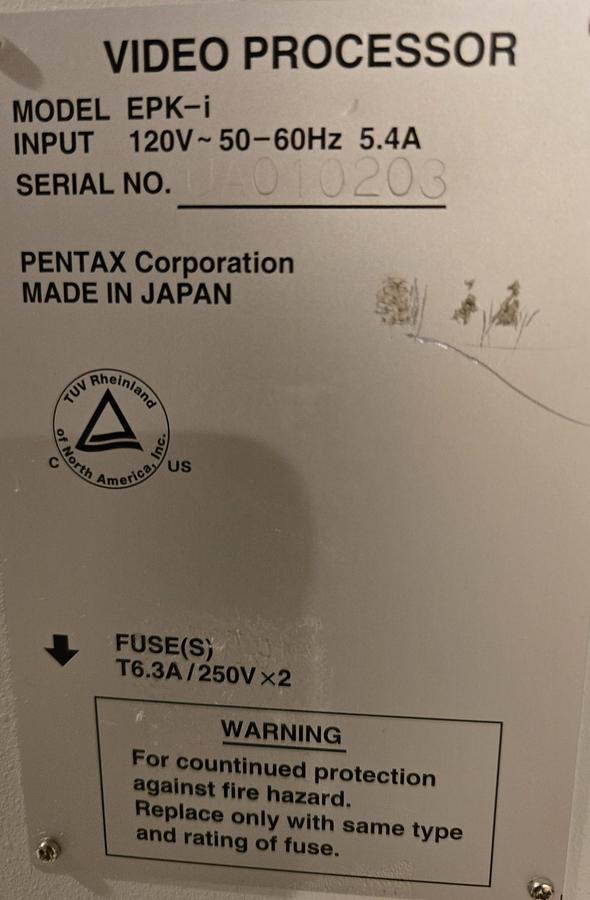 VIDEO PROCESSOR
MODEL EPK-i
INPUT 120V~50-60Hz 5.4A
SERIAL NO. UA010203
PENTAX Corporation
MADE IN JAPAN
TUV Rheinland
of North America, Inc.
C US
FUSE(S)
T6.3A/250V×2
WARNING
For countinued protection
against fire hazard.
Replace only with same type
and rating of fuse.